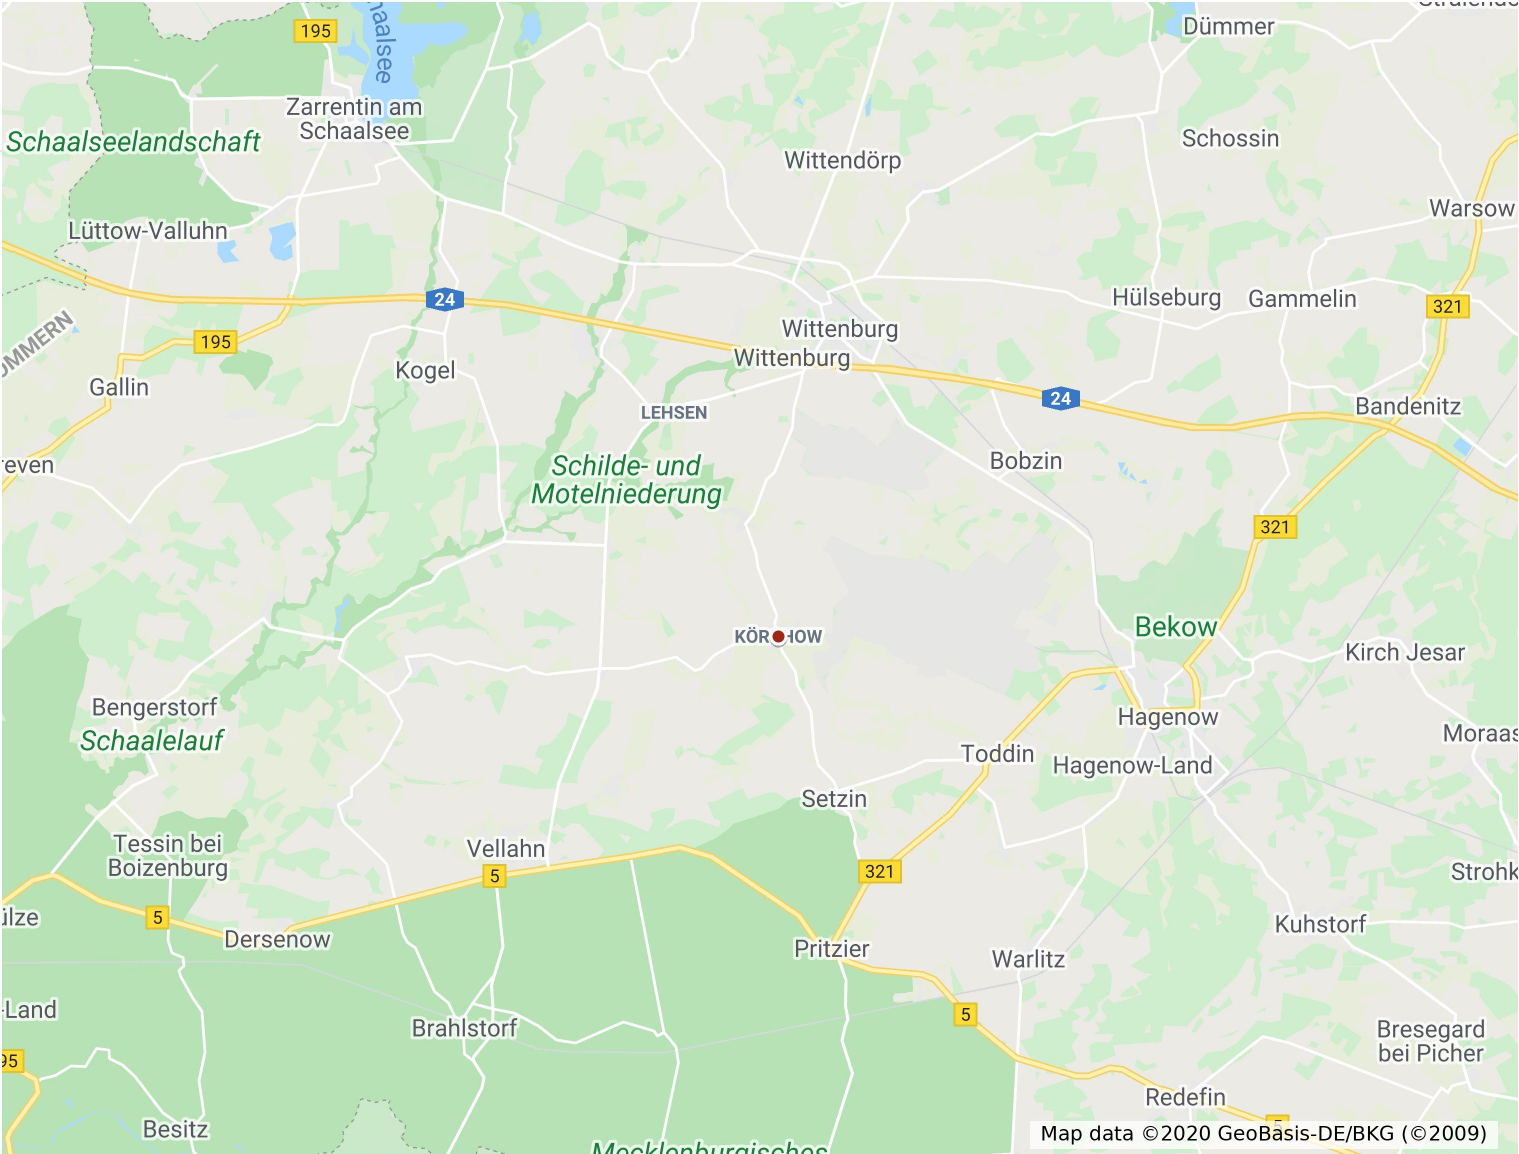 195
Dümmer
Zarrentin am
Schaalsee
Schaalseelandschaft
Schossin
Wittendörp
Warsow
Lüttow-Valluhn
24
Hülseburg
Gammelin
321
195
Wittenburg
Wittenburg
Kogel
Gallin
24
LEHSEN
Bandenitz
Bobzin
Schilde- und
Motelniederung
321
Bekow
Kirch Jesar
Bengerstorf
Schaalelauf
Hagenow
Toddin
Hagenow-Land
Setzin
Tessin bei
Boizenburg
Vellahn
5
321
5
Dersenow
Kuhstorf
Pritzier
Warlitz
-Land
5
Brahlstorf
Bresegard
bei Picher
Redefin
Besitz
5
Mecklenburgisches
Map data ©2020 GeoBasis-DE/BKG (©2009)